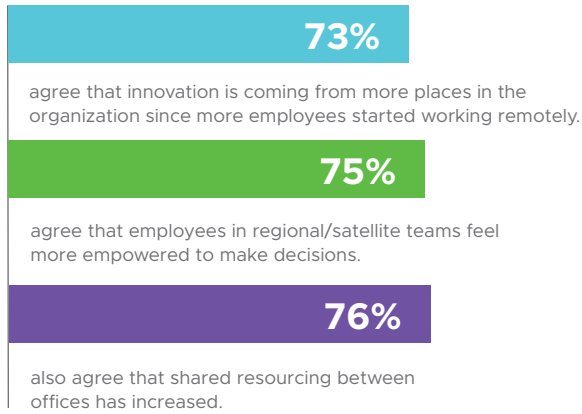 73%
agree that innovation is coming from more places in the
organization since more employees started working remotely.
75%
agree that employees in regional/satellite teams feel
more empowered to make decisions.
76%
also agree that shared resourcing between
offices has increased.